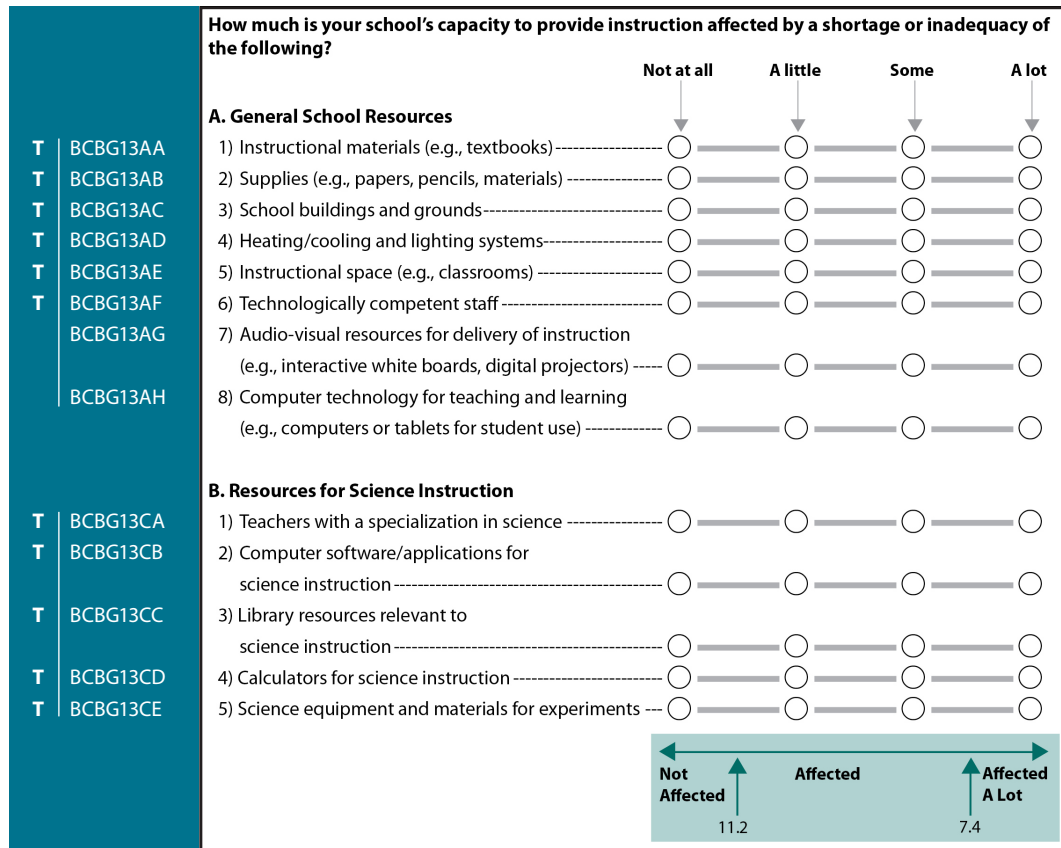 How much is your school's capacity to provide instruction affected by a shortage or inadequacy of
the following?
Not at all A little Some A lot
A. General School Resources
T BCBG13AA 1) Instructional materials (e.g., textbooks)
T BCBG13AB 2) Supplies (e.g., papers, pencils, materials)
T BCBG13AC 3) School buildings and grounds
T BCBG13AD 4) Heating/cooling and lighting systems
T BCBG13AE 5) Instructional space (e.g., classrooms)
T BCBG13AF 6) Technologically competent staff
BCBG13AG 7) Audio-visual resources for delivery of instruction
(e.g., interactive white boards, digital projectors)
BCBG13AH 8) Computer technology for teaching and learning
(e.g., computers or tablets for student use)
B. Resources for Science Instruction
T BCBG13CA 1) Teachers with a specialization in science
T BCBG13CB 2) Computer software/applications for
science instruction
T BCBG13CC 3) Library resources relevant to
science instruction
T BCBG13CD 4) Calculators for science instruction
T BCBG13CE 5) Science equipment and materials for experiments
Not Affected Affected
Affected A Lot
11.2 7.4